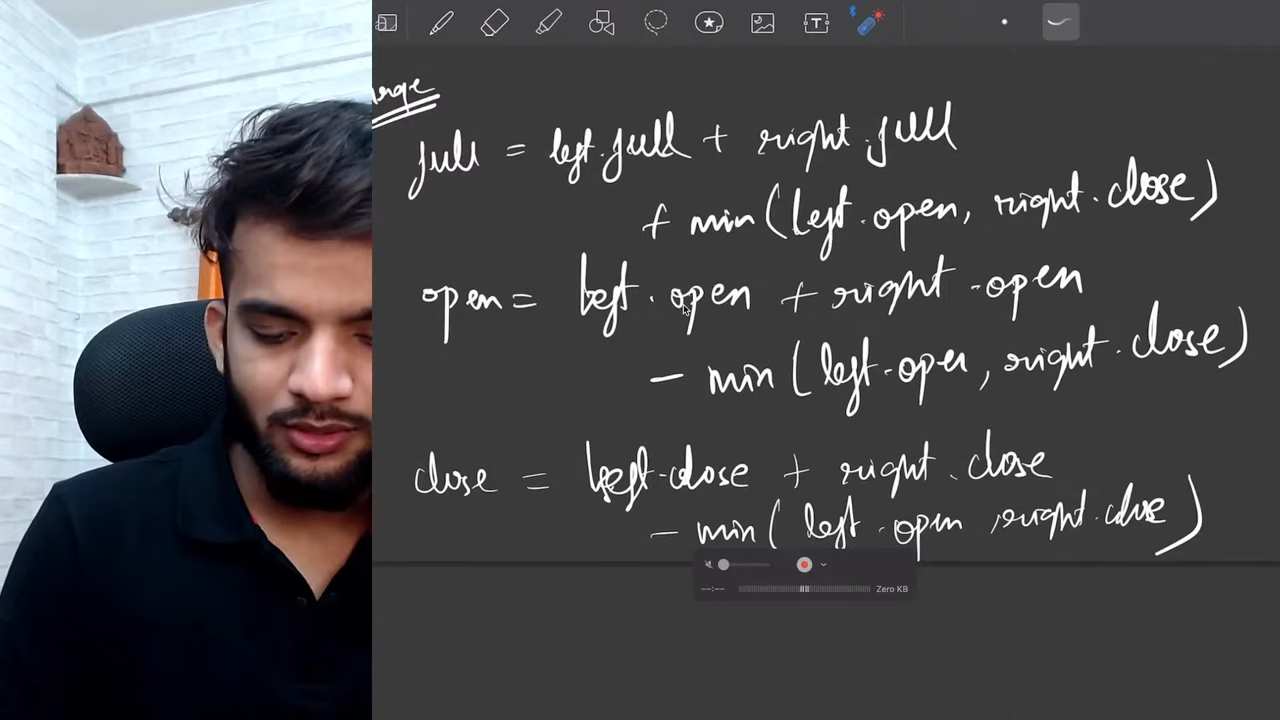 full = left.full + right.full
+ min(left.open, right.close)
open = left.open + right.open
- min(left.open, right.close)
close = left.close + right.close
- min(left.open, right.close)
--:-- Zero KB